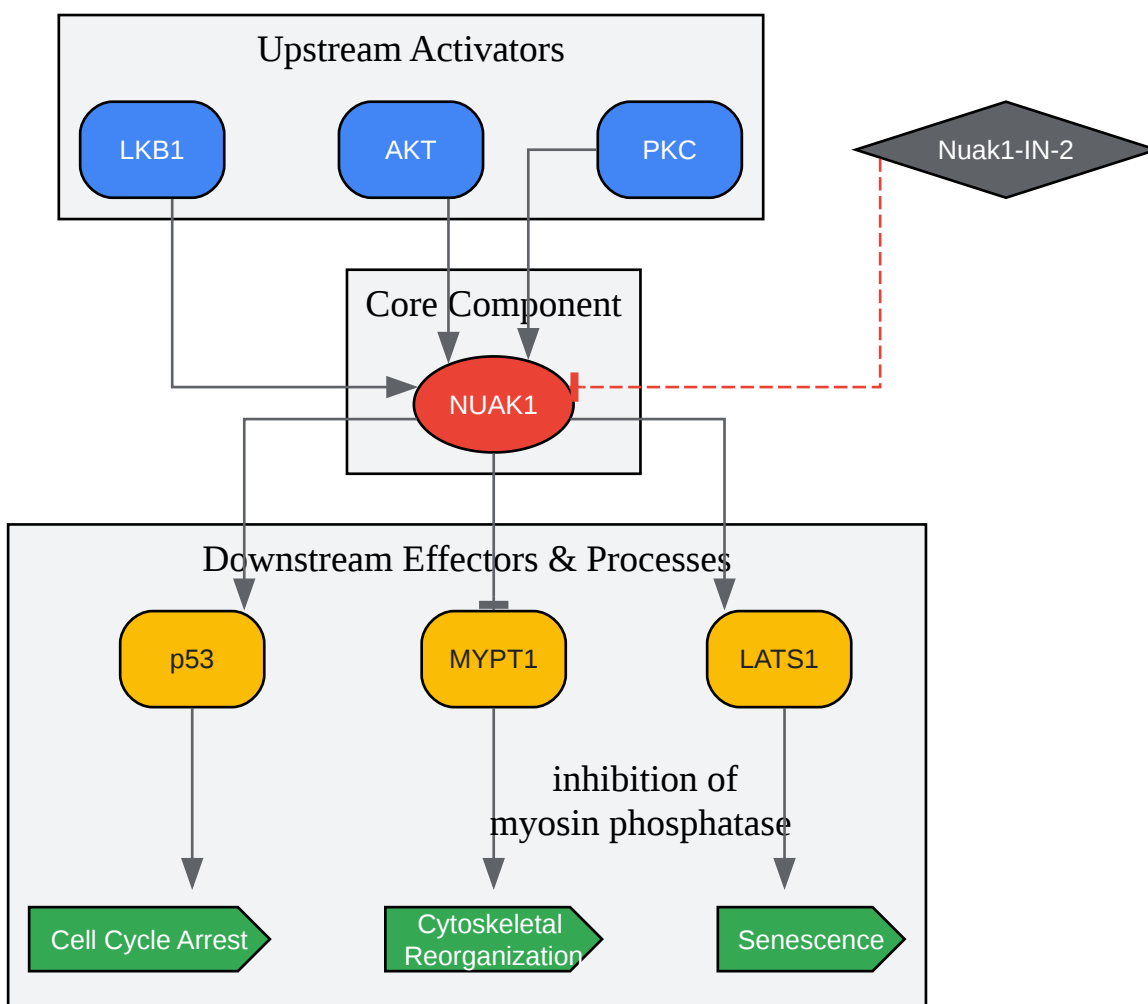 Upstream Activators
LKB1
AKT
PKC
Nuak1-IN-2
Core Component
NUAK1
Downstream Effectors & Processes
p53
MYPT1
LATS1
inhibition of
myosin phosphatase
Cell Cycle Arrest
Cytoskeletal
Reorganization
Senescence